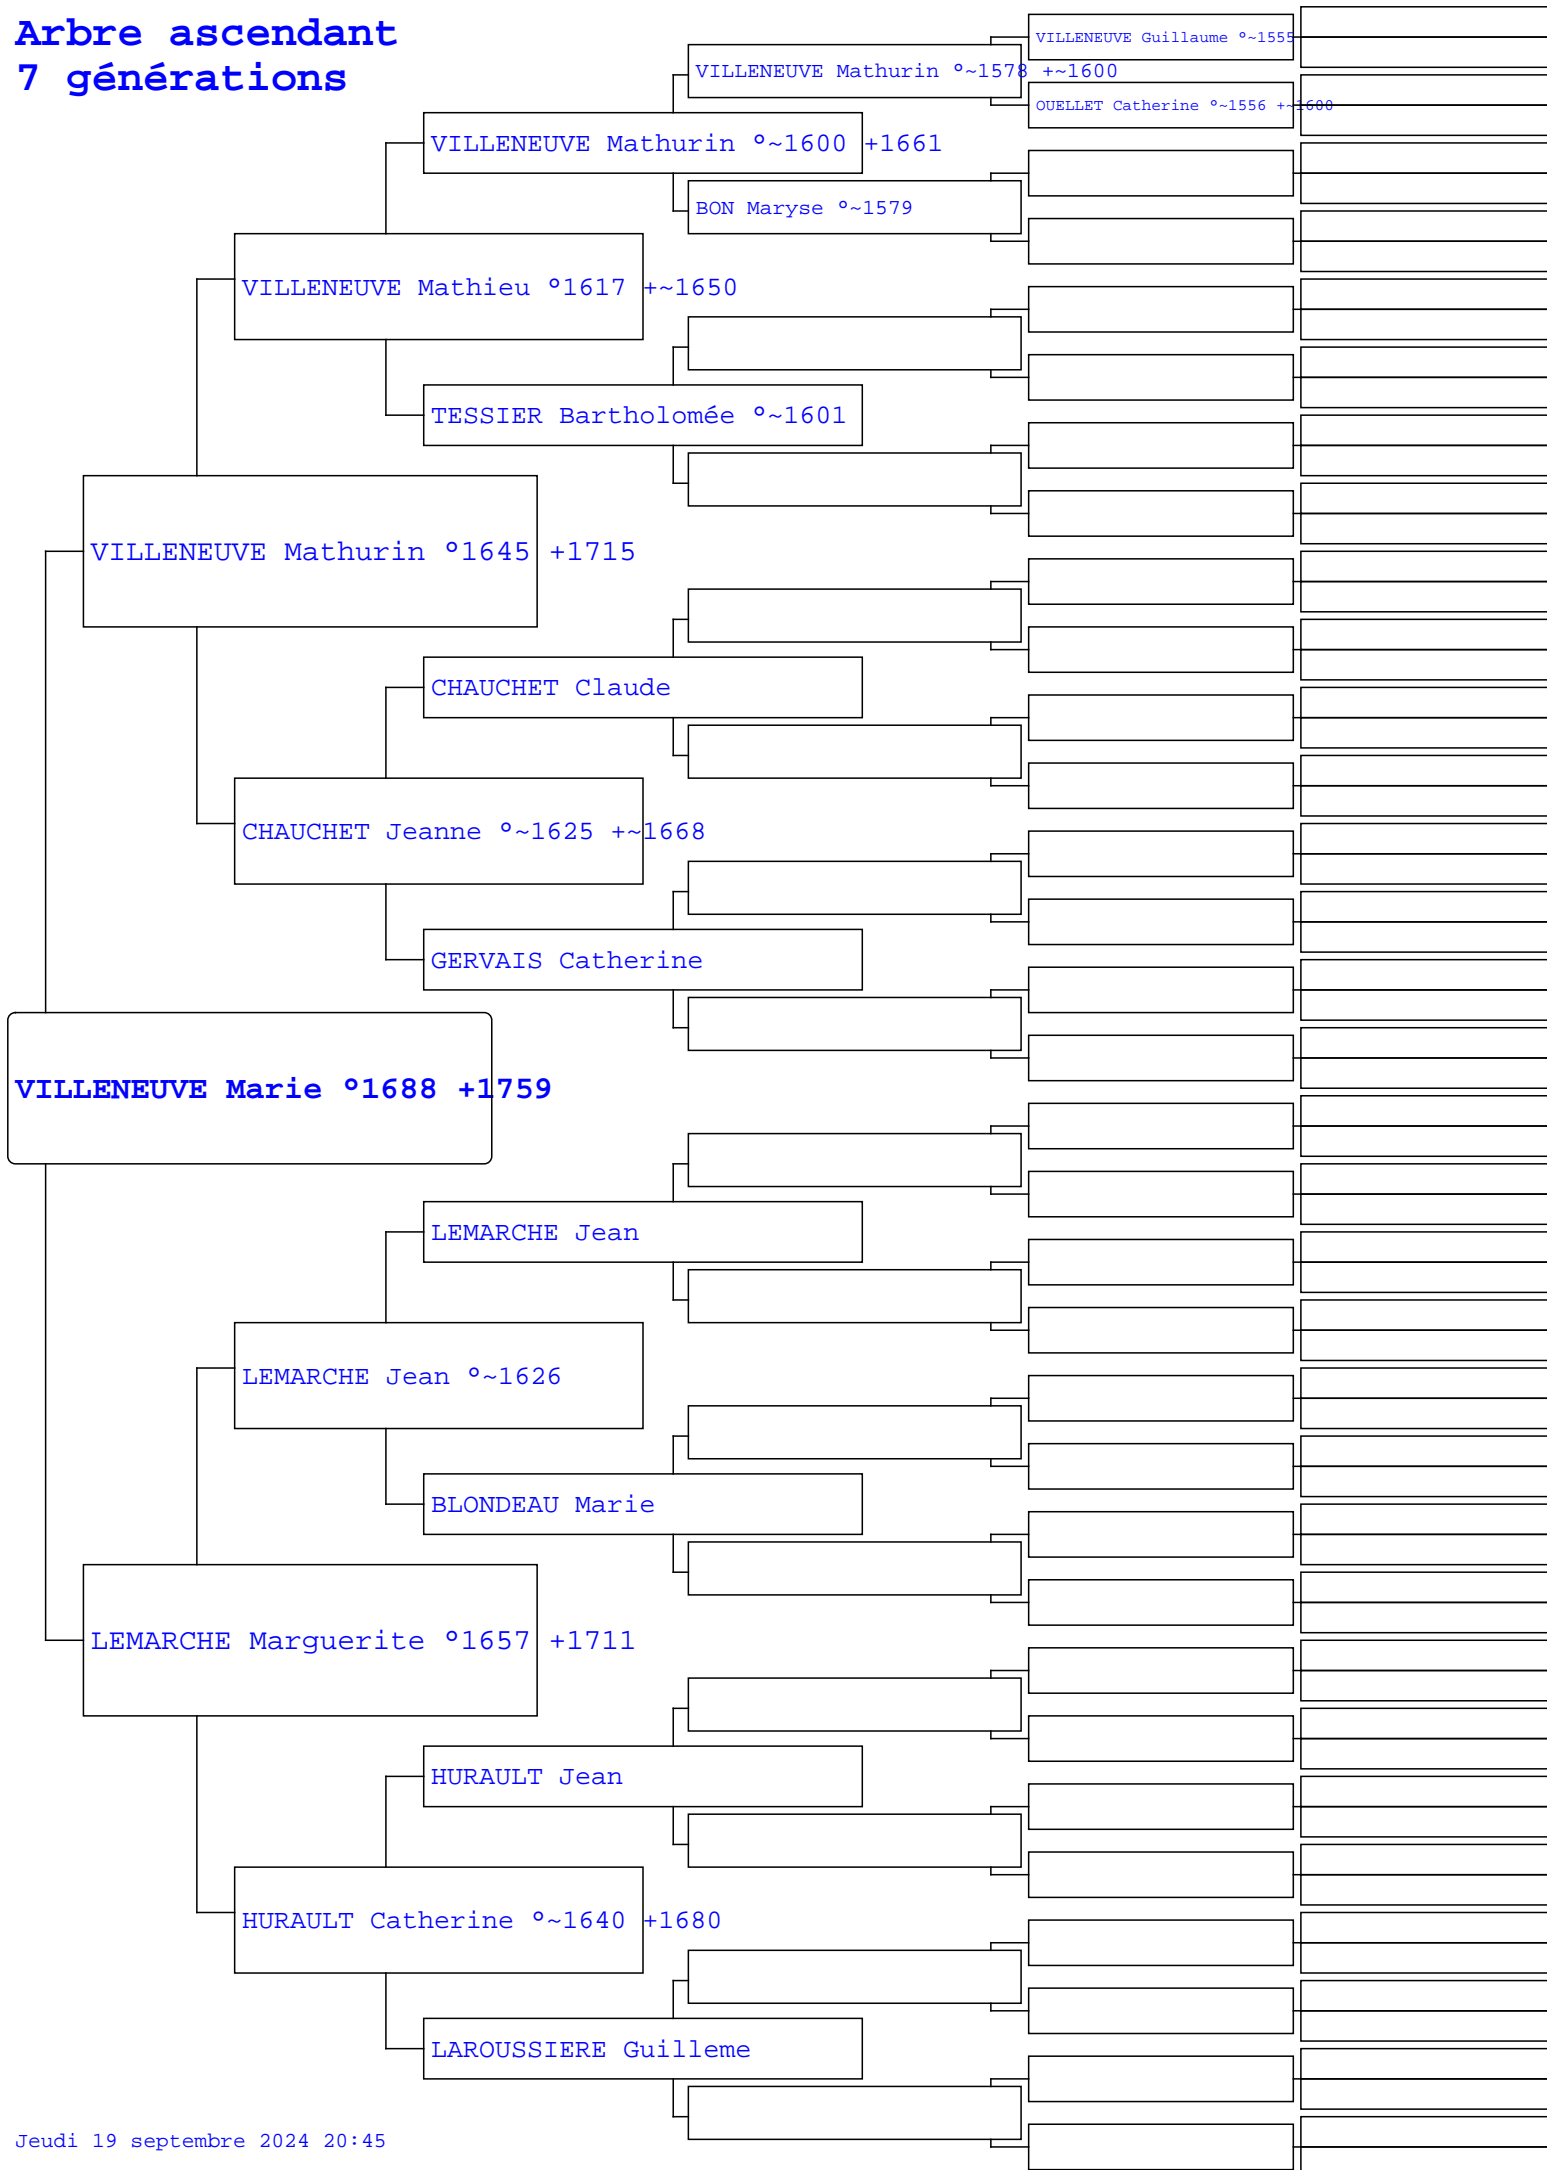 Arbre ascendant
7 générations
VILLENEUVE Guillaume °~1555
VILLENEUVE Mathurin °~1578 +~1600
OUELLET Catherine °~1556 +~1600
VILLENEUVE Mathurin °~1600 +1661
BON Maryse °~1579
VILLENEUVE Mathieu °1617 +~1650
TESSIER Bartholomée °~1601
VILLENEUVE Mathurin °1645 +1715
CHAUCHET Claude
CHAUCHET Jeanne °~1625 +~1668
GERVAIS Catherine
VILLENEUVE Marie °1688 +1759
LEMARCHE Jean
LEMARCHE Jean °~1626
BLONDEAU Marie
LEMARCHE Marguerite °1657 +1711
HURAULT Jean
HURAULT Catherine °~1640 +1680
LAROUSSIERE Guilleme
Jeudi 19 septembre 2024 20:45